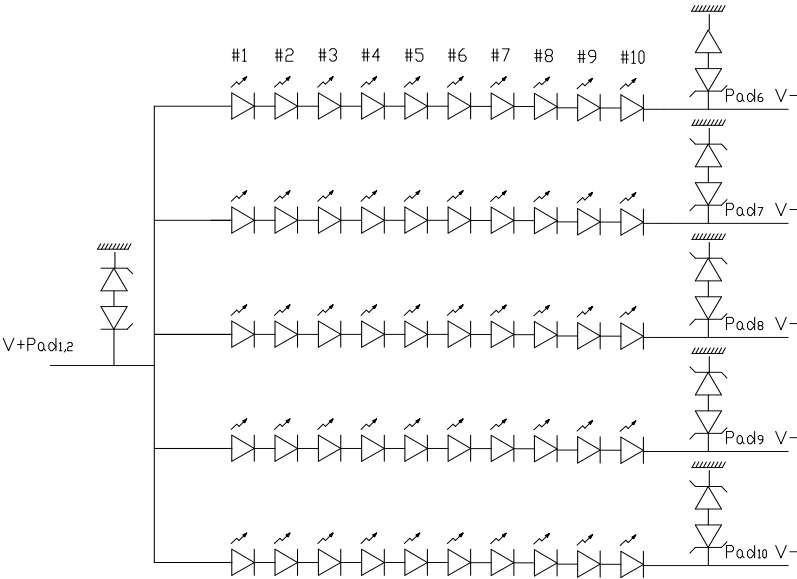 #1 #2 #3 #4 #5 #6 #7 #8 #9 #10
Pad6 V-
Pad7 V-
Pad8 V-
V+Pad1,2
Pad9 V-
Pad10 V-